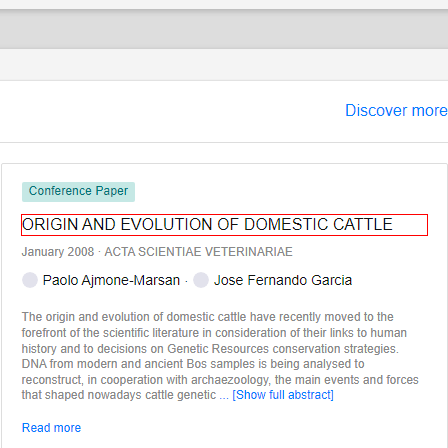 Discover more
Conference Paper
ORIGIN AND EVOLUTION OF DOMESTIC CATTLE
January 2008 · ACTA SCIENTIAE VETERINARIAE
Paolo Ajmone-Marsan · Jose Fernando Garcia
The origin and evolution of domestic cattle have recently moved to the
forefront of the scientific literature in consideration of their links to human
history and to decisions on Genetic Resources conservation strategies.
DNA from modern and ancient Bos samples is being analysed to
reconstruct, in cooperation with archaezoology, the main events and forces
that shaped nowadays cattle genetic ... [Show full abstract]
Read more